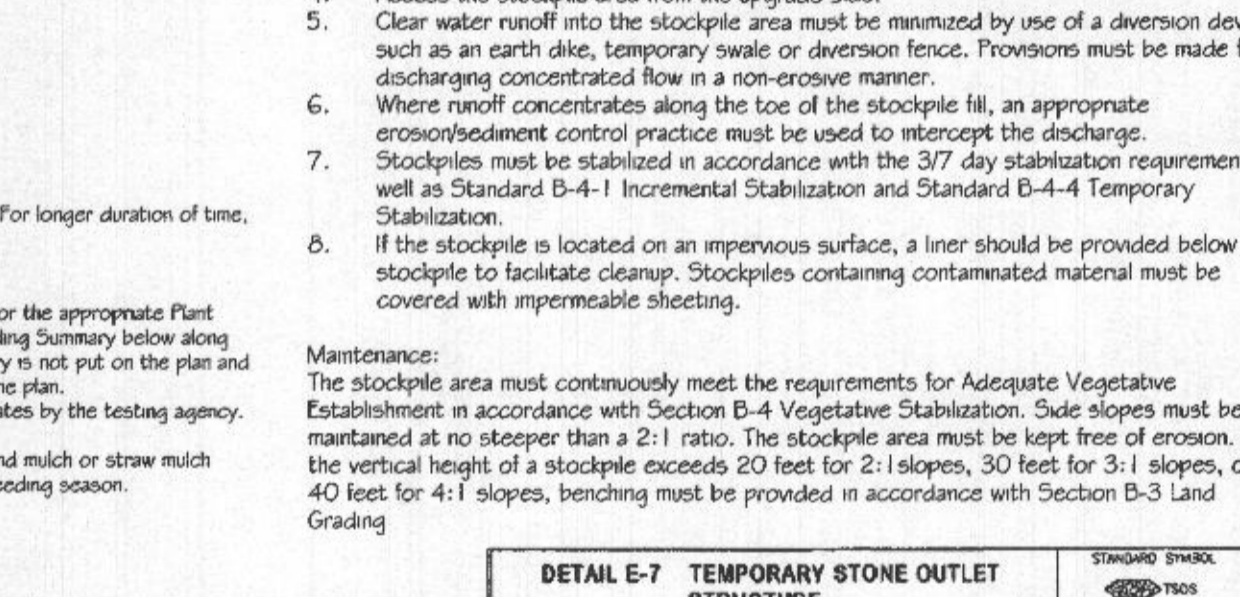 4. Access the stockpile area from the upgrade side.
5. Clear water runoff into the stockpile area must be minimized by use of a diversion
such as an earth dike, temporary swale or diversion fence. Provisions must be made
discharging concentrated flow in a non-erosive manner.
6. Where runoff concentrates along the toe of the stockpile fill, an appropriate
erosion/sediment control practice must be used to intercept the discharge.
7. Stockpiles must be stabilized in accordance with the 3/7 day stabilization requiremen
well as Standard B-4-1 Incremental Stabilization and Standard B-4-4 Temporary
Stabilization.
8. If the stockpile is located on an impervious surface, a liner should be provided below
stockpile to facilitate cleanup. Stockpiles containing contaminated material must be
covered with impermeable sheeting.
Maintenance:
The stockpile area must continuously meet the requirements for Adequate Vegetative
Establishment in accordance with Section B-4 Vegetative Stabilization. Side slopes must be
maintained at no steeper than a 2:1 ratio. The stockpile area must be kept free of erosion.
the vertical height of a stockpile exceeds 20 feet for 2:1slopes, 30 feet for 3:1 slopes,
40 feet for 4:1 slopes, benching must be provided in accordance with Section B-3 Land
Grading
For longer duration of time,
or the appropriate Plant
ding Summary below along
y is not put on the plan and
he plan.
ates by the testing agency.
nd mulch or straw mulch
eeding season.
DETAIL E-7 TEMPORARY STONE OUTLET
STRUCTURE
STANDARD SYMBOL
TSOS